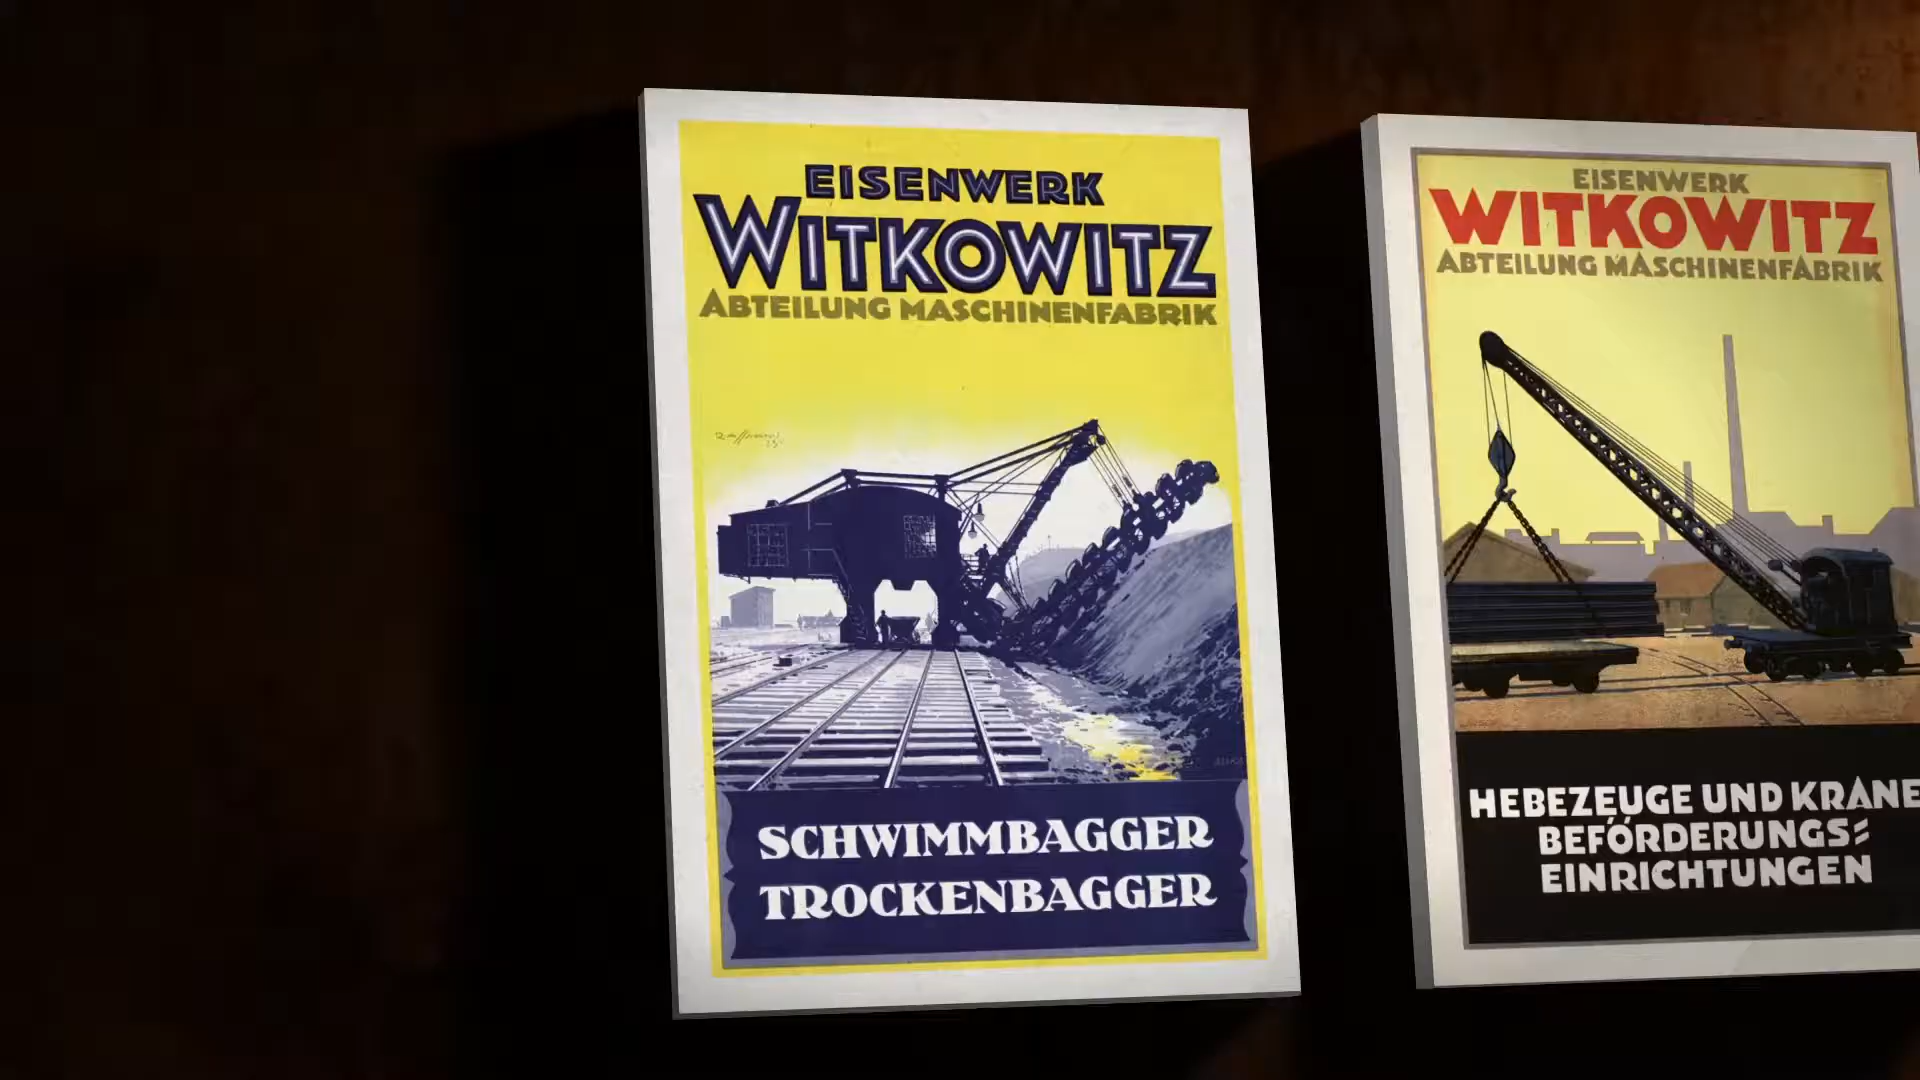 EISENWERK
WITKOWITZ
ABTEILUNG MASCHINENFABRIK
SCHWIMMBAGGER
TROCKENBAGGER
EISENWERK
WITKOWITZ
ABTEILUNG MASCHINENFABRIK
HEBEZEUGE UND KRANE
BEFÖRDERUNGS=
EINRICHTUNGEN